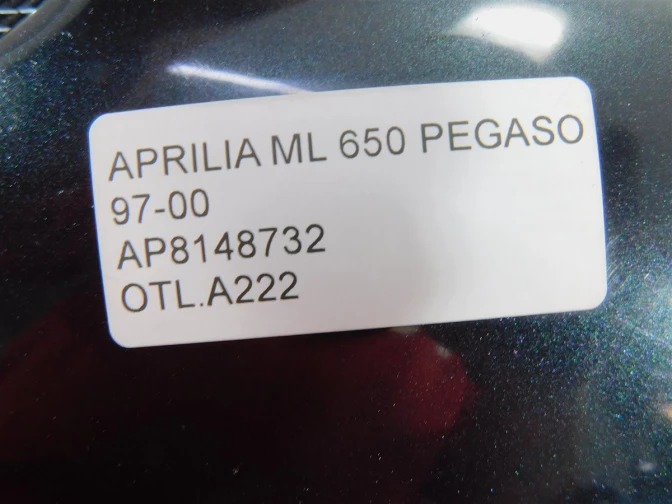 APRILIA ML 650 PEGASO
97-00
AP8148732
OTL.A222